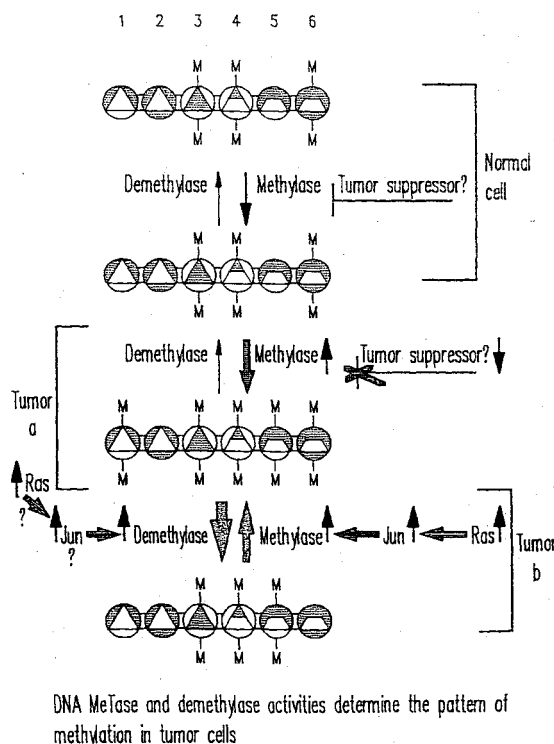 1 2 3 4 5 6
M M M
M M M
Demethylase Methylase Tumor suppressor?
Normal
cell
M M M
M M M
Demethylase Methylase Tumor suppressor?
Tumor
a
M M M M M
M M M M M
Ras
?
Jun
?
Demethylase Methylase Jun Ras
Tumor
b
M M M
M M M
DNA MeTase and demethylase activities determine the pattern of
methylation in tumor cells